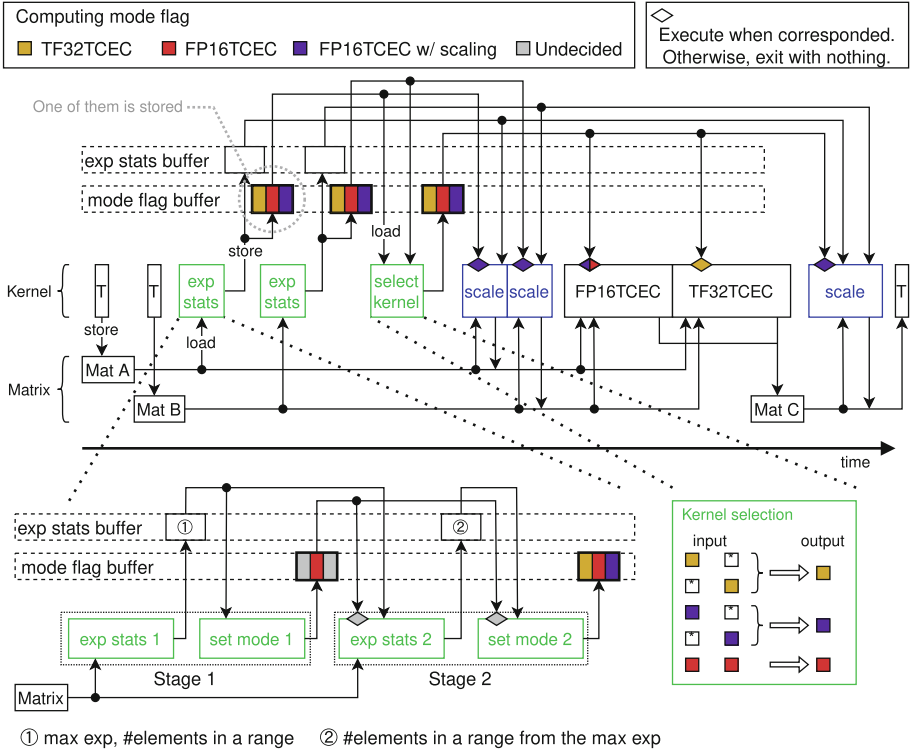 Computing mode flag
TF32TCEC FP16TCEC FP16TCEC w/ scaling Undecided
Execute when corresponded.
Otherwise, exit with nothing.
One of them is stored
exp stats buffer
mode flag buffer
store
load
Kernel
T
T
exp
stats
exp
stats
select
kernel
scale
scale
FP16TCEC
TF32TCEC
scale
T
store
load
Matrix
Mat A
Mat B
Mat C
time
exp stats buffer
① ②
mode flag buffer
exp stats 1
set mode 1
exp stats 2
set mode 2
Stage 1
Stage 2
Matrix
Kernel selection
input output
*
*
*
*
① max exp, #elements in a range ② #elements in a range from the max exp